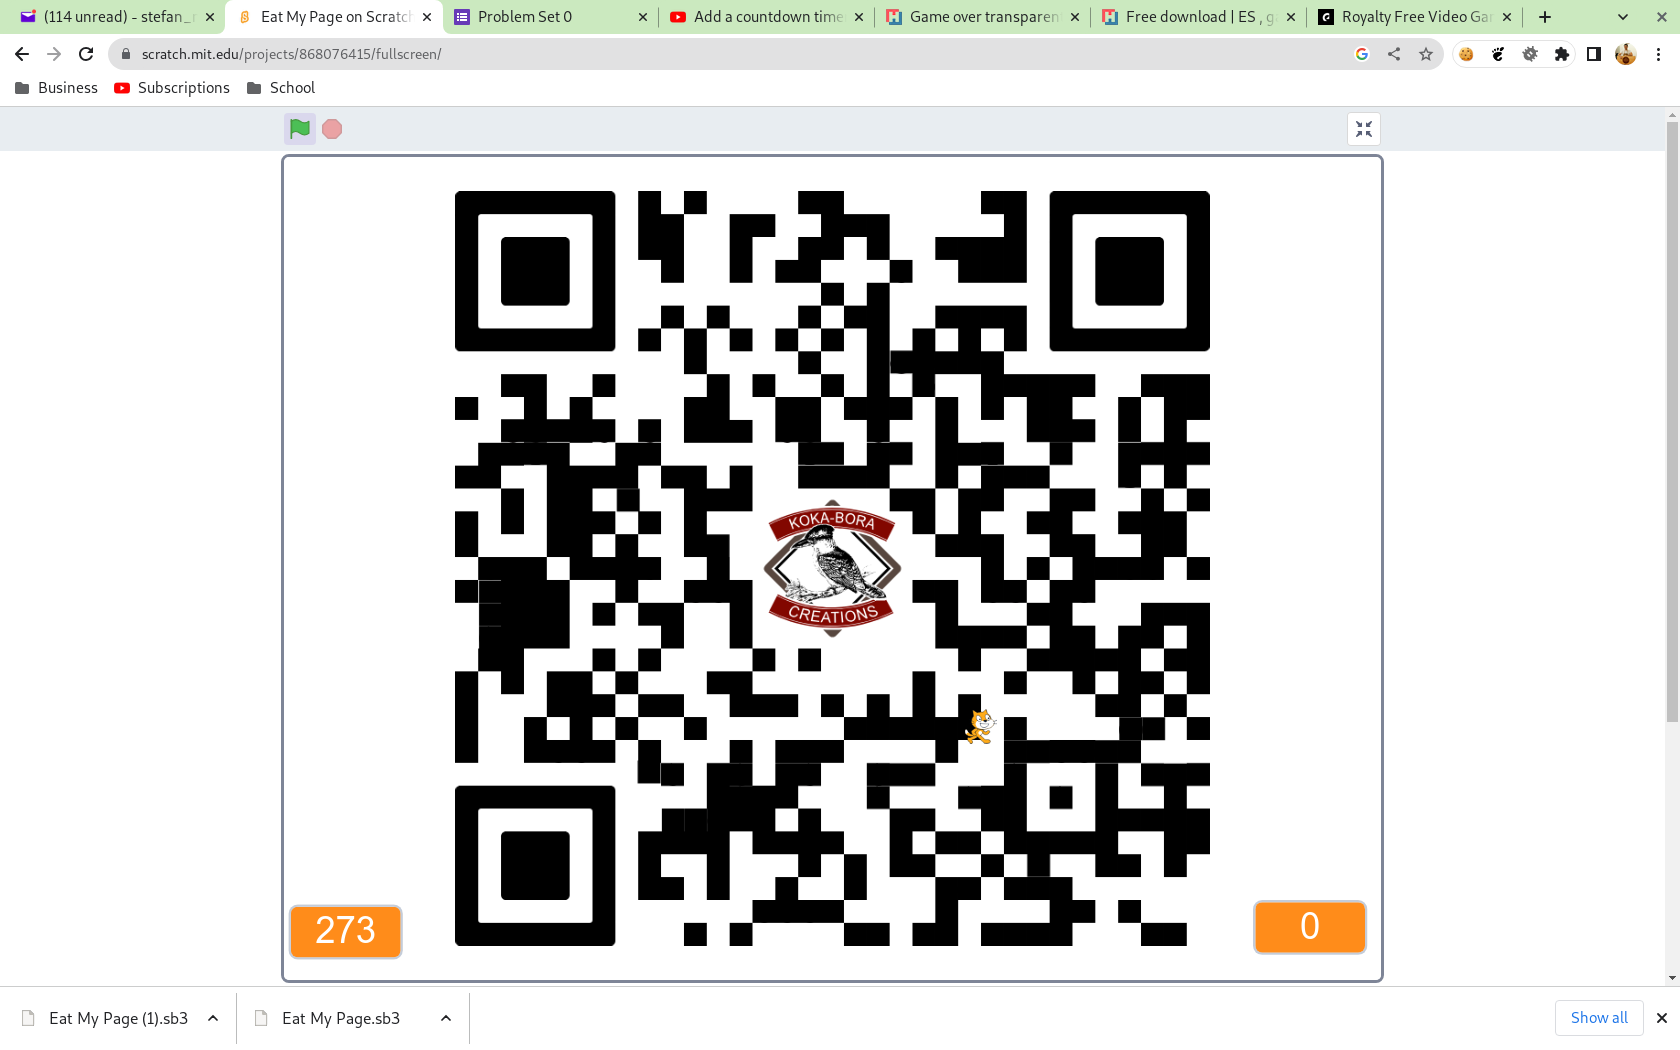 (114 unread) - stefan_
Eat My Page on Scratch
Problem Set 0
Add a countdown time
Game over transparen
Free download | ES , g
Royalty Free Video Ga
scratch.mit.edu/projects/868076415/fullscreen/
Business
Subscriptions
School
KOKA-BORA
CREATIONS
273
0
Eat My Page (1).sb3
Eat My Page.sb3
Show all